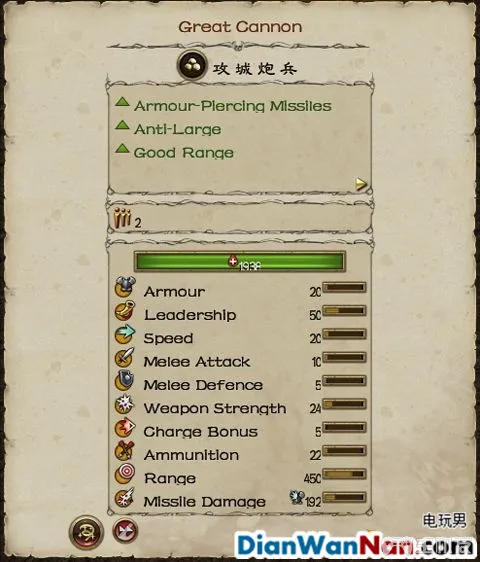 Great Cannon
攻城炮兵
Armour-Piercing Missiles
Anti-Large
Good Range
2
1936
Armour 20
Leadership 50
Speed 20
Melee Attack 10
Melee Defence 5
Weapon Strength 24
Charge Bonus 5
Ammunition 22
Range 450
Missile Damage 192
电玩男
DianWanNan.com